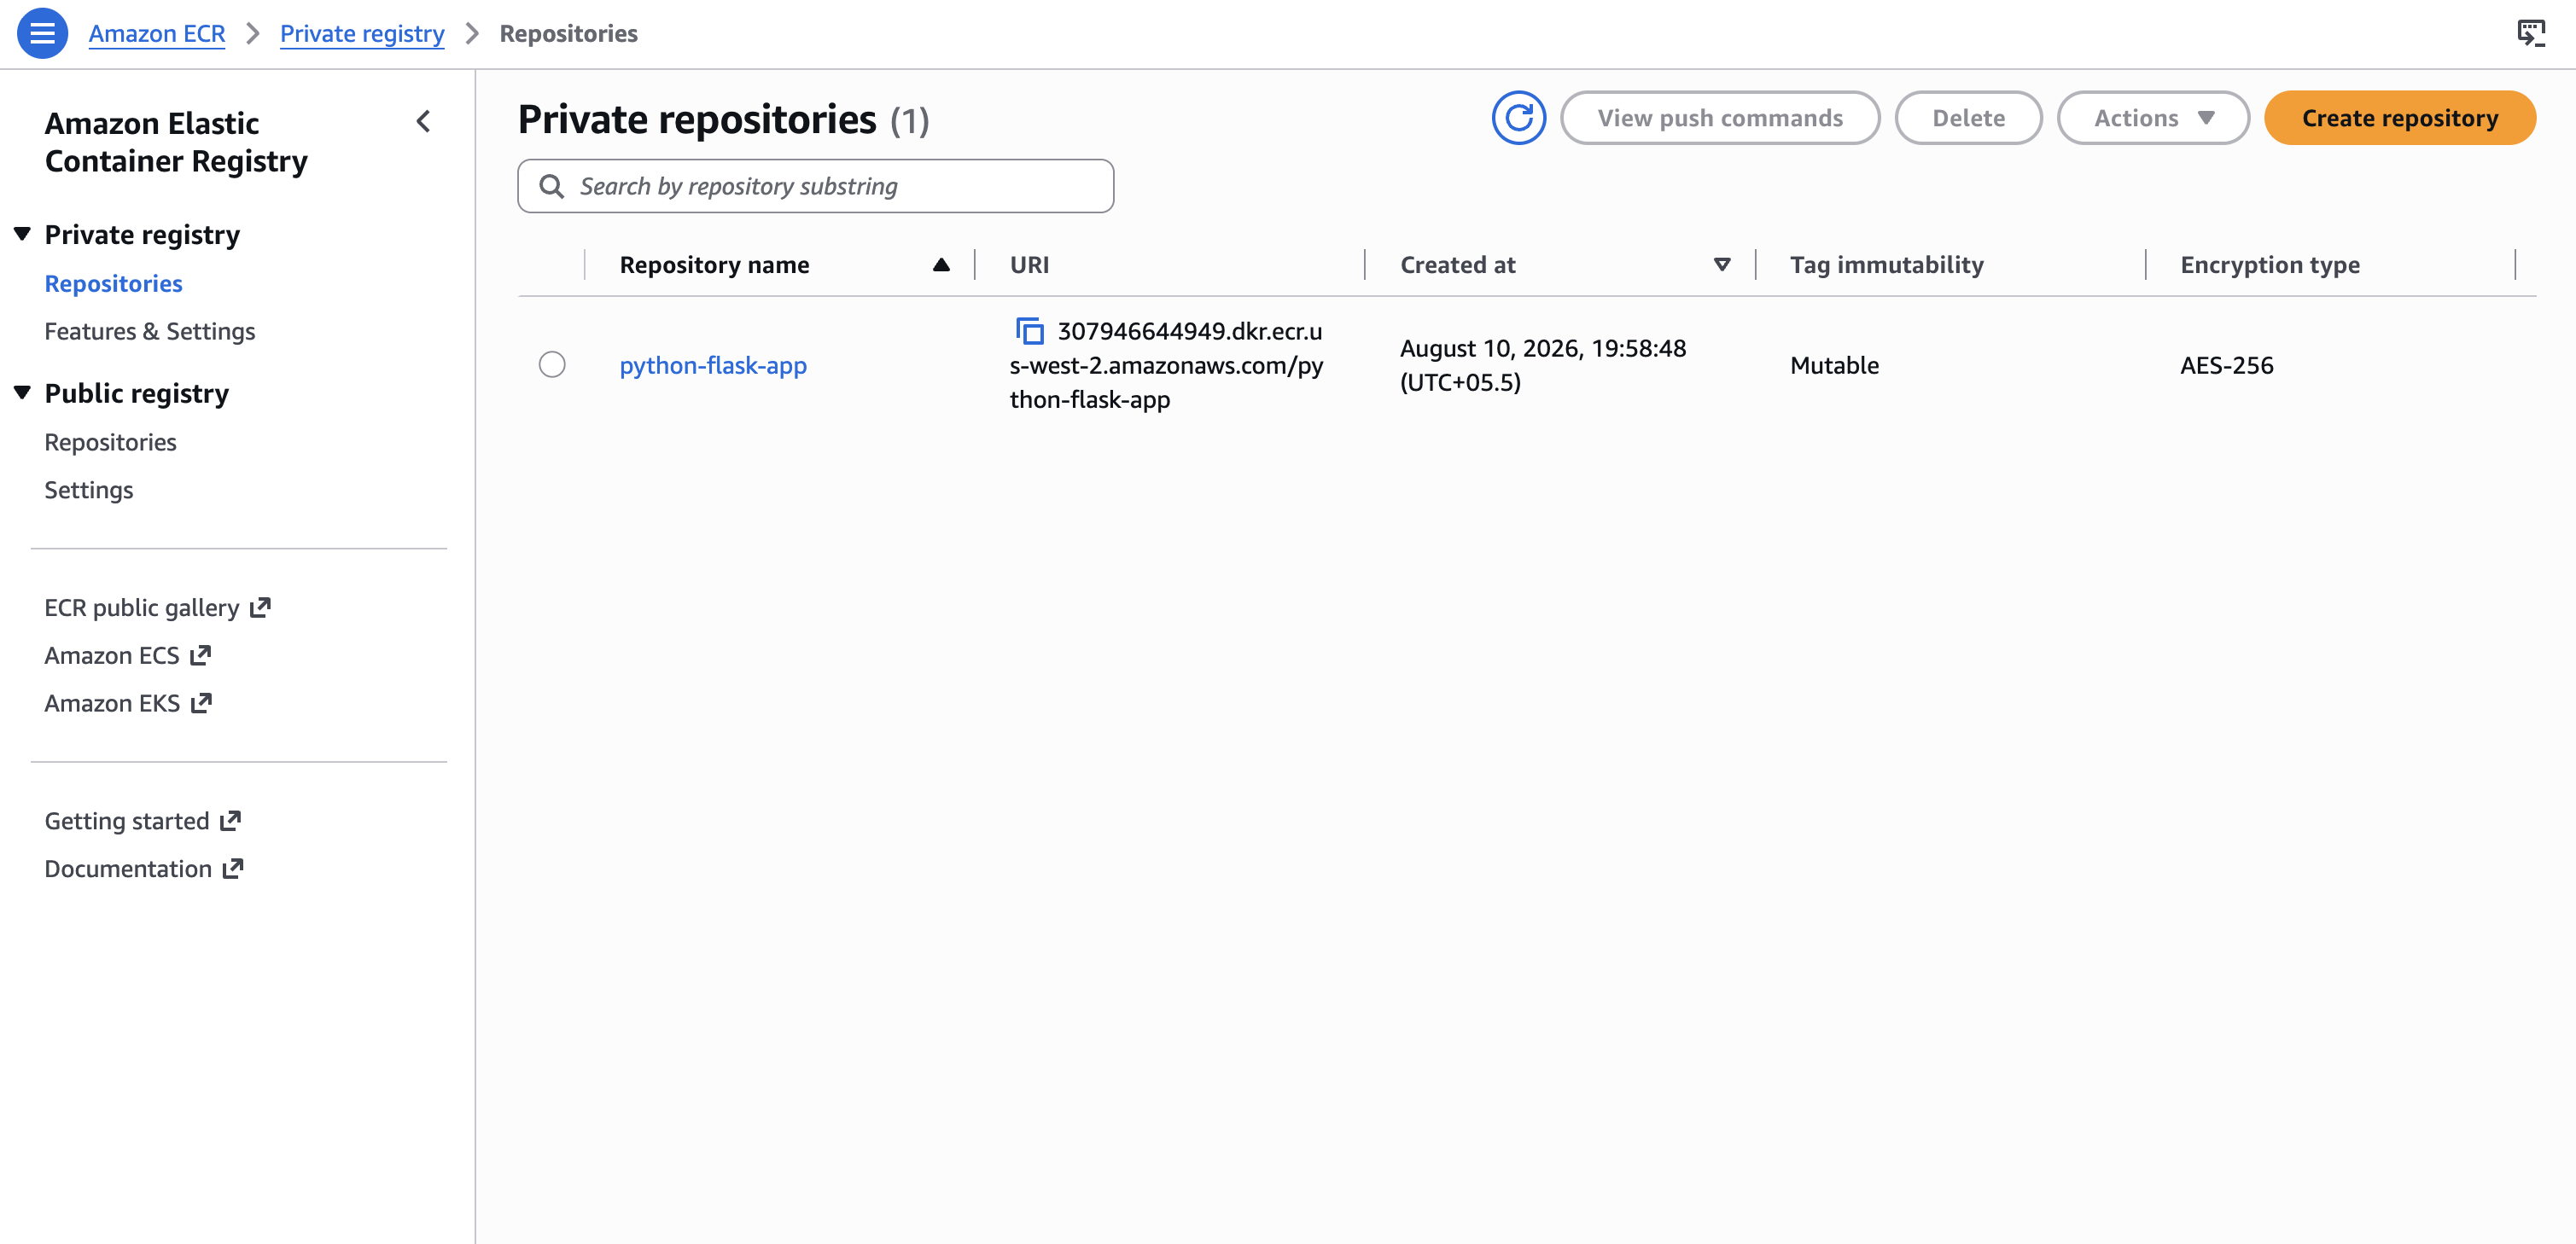 Amazon ECR > Private registry > Repositories
Amazon Elastic
Container Registry
Private registry
Repositories
Features & Settings
Public registry
Repositories
Settings
ECR public gallery
Amazon ECS
Amazon EKS
Getting started
Documentation
Private repositories (1)
View push commands
Delete
Actions
Create repository
Search by repository substring
Repository name
URI
Created at
Tag immutability
Encryption type
python-flask-app
307946644949.dkr.ecr.u
s-west-2.amazonaws.com/py
thon-flask-app
August 10, 2026, 19:58:48
(UTC+05.5)
Mutable
AES-256